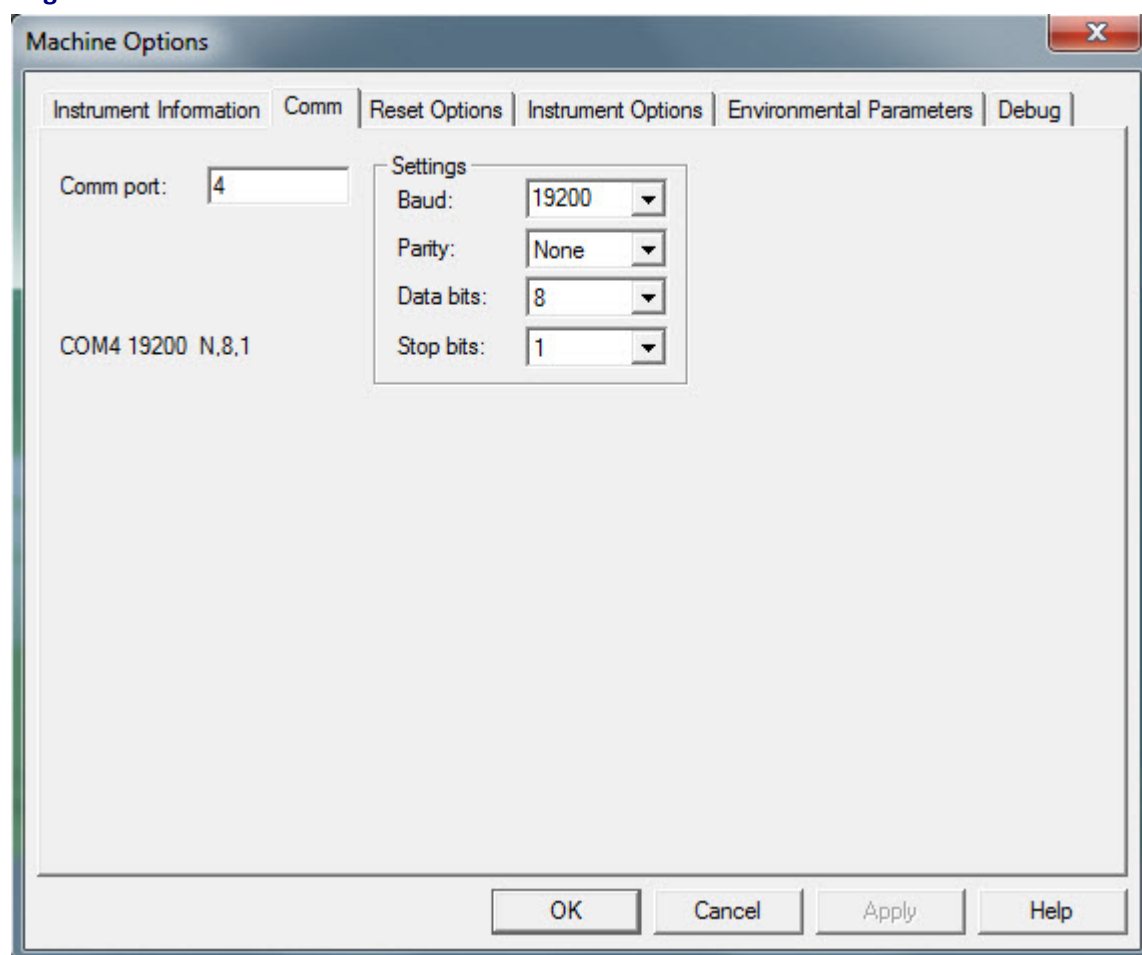 Machine Options
Instrument Information Comm Reset Options Instrument Options Environmental Parameters Debug
Comm port: 4
Settings
Baud: 19200
Parity: None
Data bits: 8
COM4 19200 N,8,1
Stop bits: 1
OK Cancel Apply Help